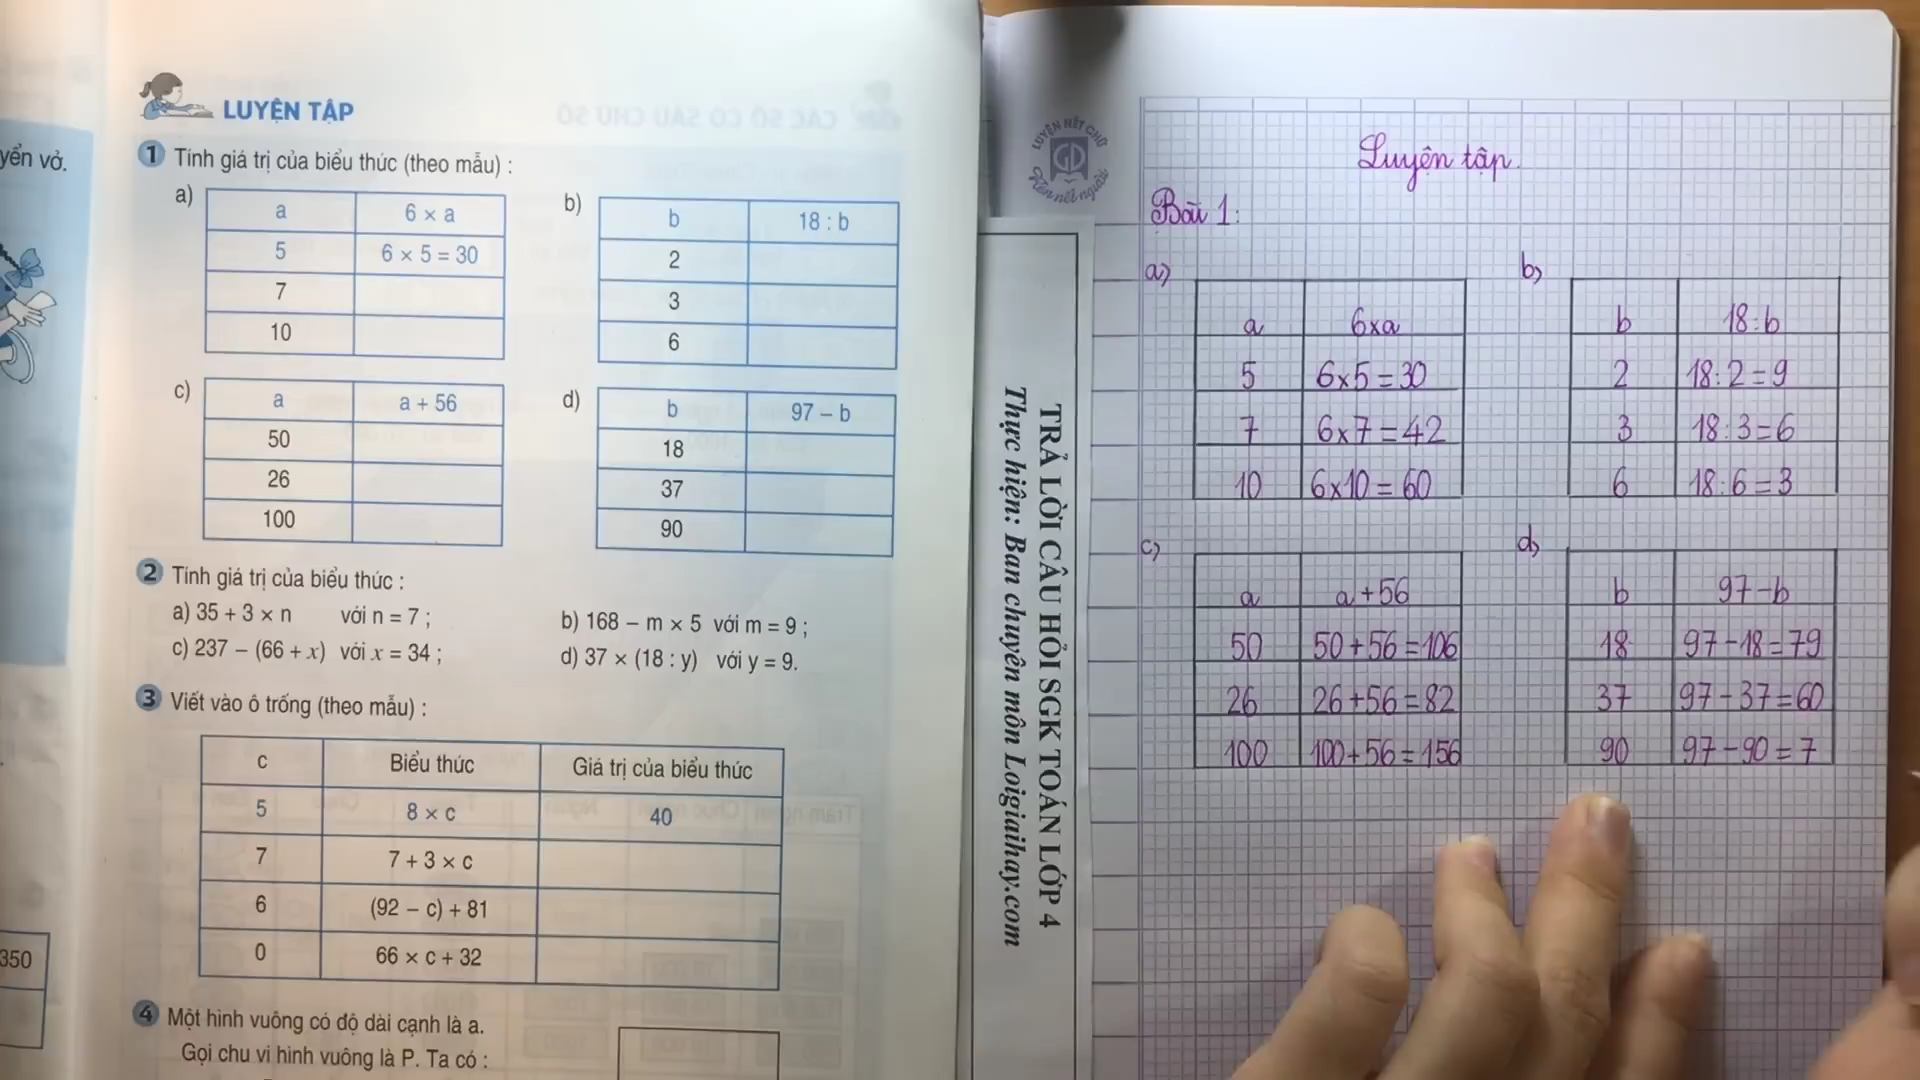 yển vở.
350
LUYỆN TẬP
1 Tính giá trị của biểu thức (theo mẫu) :
a)
a 6 × a
5 6 × 5 = 30
7
10
b)
b 18 : b
2
3
6
c)
a a + 56
50
26
100
d)
b 97 – b
18
37
90
2 Tính giá trị của biểu thức :
a) 35 + 3 × n với n = 7 ;
b) 168 – m × 5 với m = 9 ;
c) 237 – (66 + x) với x = 34 ;
d) 37 × (18 : y) với y = 9.
3 Viết vào ô trống (theo mẫu) :
c Biểu thức Giá trị của biểu thức
5 8 × c 40
7 7 + 3 × c
6 (92 – c) + 81
0 66 × c + 32
4 Một hình vuông có độ dài cạnh là a.
Gọi chu vi hình vuông là P. Ta có :
LUYỆN NÉT CHỮ
GD
Rèn nết người
TRẢ LỜI CÂU HỎI SGK TOÁN LỚP 4
Thực hiện: Ban chuyên môn Loigiaihay.com
Luyện tập.
Bài 1:
a)
a 6xa
5 6x5=30
7 6x7=42
10 6x10=60
b)
b 18:b
2 18:2=9
3 18:3=6
6 18:6=3
c)
a a+56
50 50+56=106
26 26+56=82
100 100+56=156
d)
b 97-b
18 97-18=79
37 97-37=60
90 97-90=7